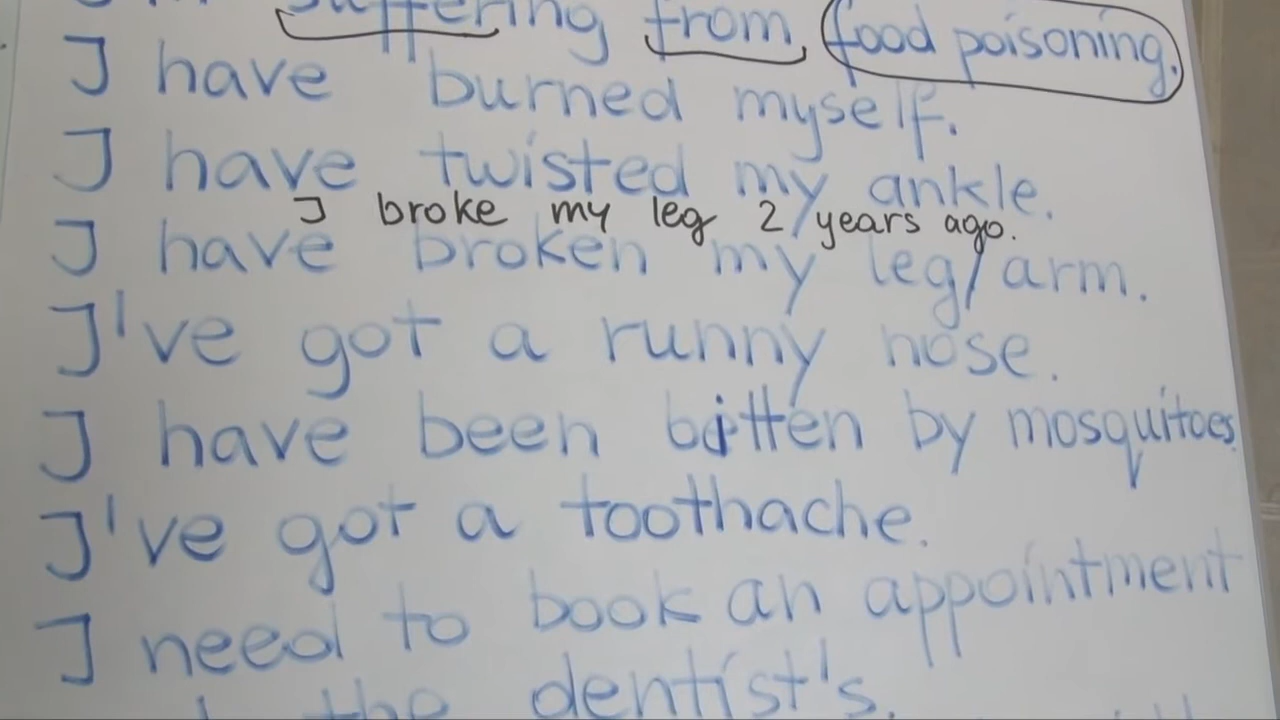 suffering from food poisoning.
I have burned myself.
I have twisted my ankle.
I broke my leg 2 years ago.
I have broken my leg/arm.
I've got a runny nose.
I have been bitten by mosquitoes.
I've got a toothache.
I need to book an appointment
the dentist's.